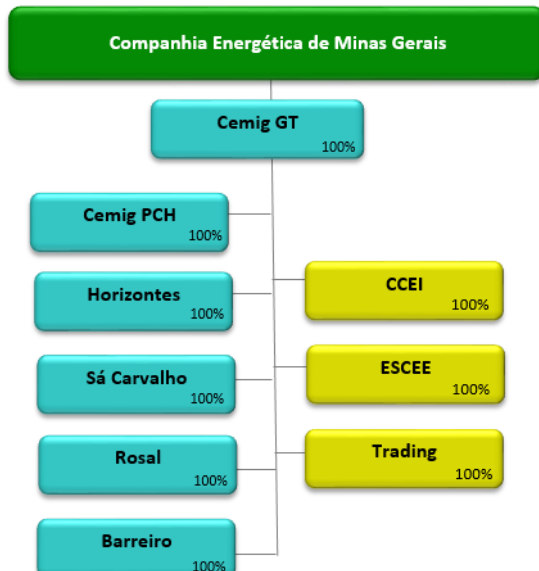 Companhia Energética de Minas Gerais
Cemig GT
100%
Cemig PCH
100%
Horizontes
100%
CCEI
100%
Sá Carvalho
100%
ESCEE
100%
Rosal
100%
Trading
100%
Barreiro
100%